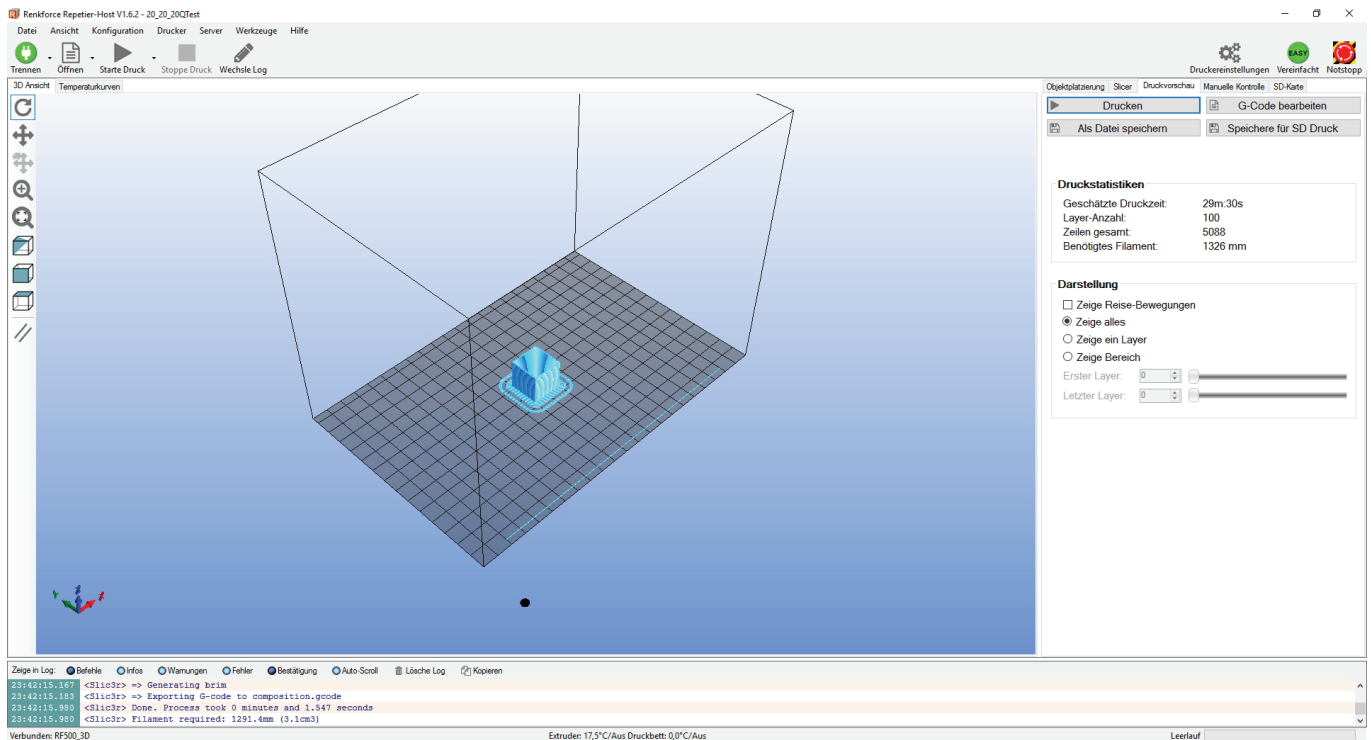 Renkforce Repetier-Host V1.6.2 - 20_20_20QTest
Datei Ansicht Konfiguration Drucker Server Werkzeuge Hilfe
Trennen Öffnen Starte Druck Stoppe Druck Wechsle Log Druckereinstellungen EASY Vereinfacht Notstopp
3D Ansicht Temperaturkurven
Objektplatzierung Slicer Druckvorschau Manuelle Kontrolle SD-Karte
Drucken G-Code bearbeiten
Als Datei speichern Speichere für SD Druck
Druckstatistiken
Geschätzte Druckzeit: 29m:30s
Layer-Anzahl: 100
Zeilen gesamt: 5088
Benötigtes Filament: 1326 mm
Darstellung
Zeige Reise-Bewegungen
Zeige alles
Zeige ein Layer
Zeige Bereich
Erster Layer: 0
Letzter Layer: 0
Zeige in Log: Befehle Infos Warnungen Fehler Bestätigung Auto-Scroll Lösche Log Kopieren
23:42:15.167 <Slic3r> => Generating brim
23:42:15.183 <Slic3r> => Exporting G-code to composition.gcode
23:42:15.980 <Slic3r> Done. Process took 0 minutes and 1.547 seconds
23:42:15.980 <Slic3r> Filament required: 1291.4mm (3.1cm3)
Verbunden: RF500_3D Extruder: 17,5°C/Aus Druckbett: 0,0°C/Aus Leerlauf